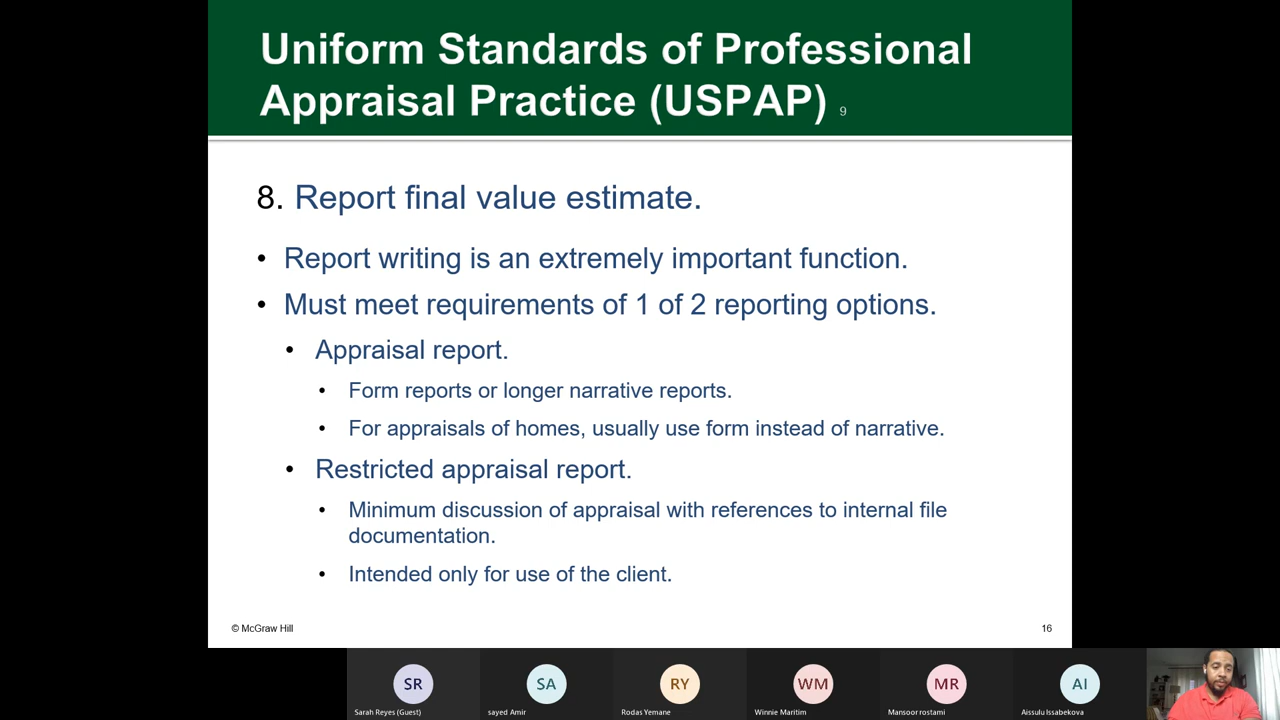 Uniform Standards of Professional
Appraisal Practice (USPAP) 9
8. Report final value estimate.
• Report writing is an extremely important function.
• Must meet requirements of 1 of 2 reporting options.
• Appraisal report.
• Form reports or longer narrative reports.
• For appraisals of homes, usually use form instead of narrative.
• Restricted appraisal report.
• Minimum discussion of appraisal with references to internal file
documentation.
• Intended only for use of the client.
© McGraw Hill
16
SR
SA
RY
WM
MR
AI
Sarah Reyes (Guest)
sayed Amir
Rodas Yemane
Winnie Maritim
Mansoor rostami
Aissulu Issabekova